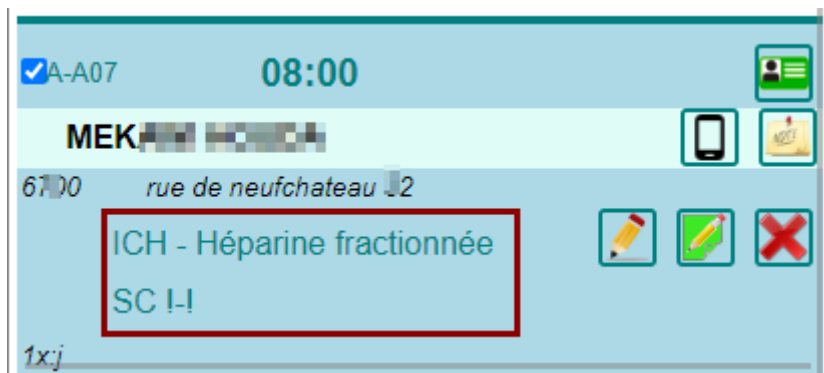 A-A07 08:00
MEK
rue de neufchateau
ICH - Héparine fractionnée
SC !-!
1x:j